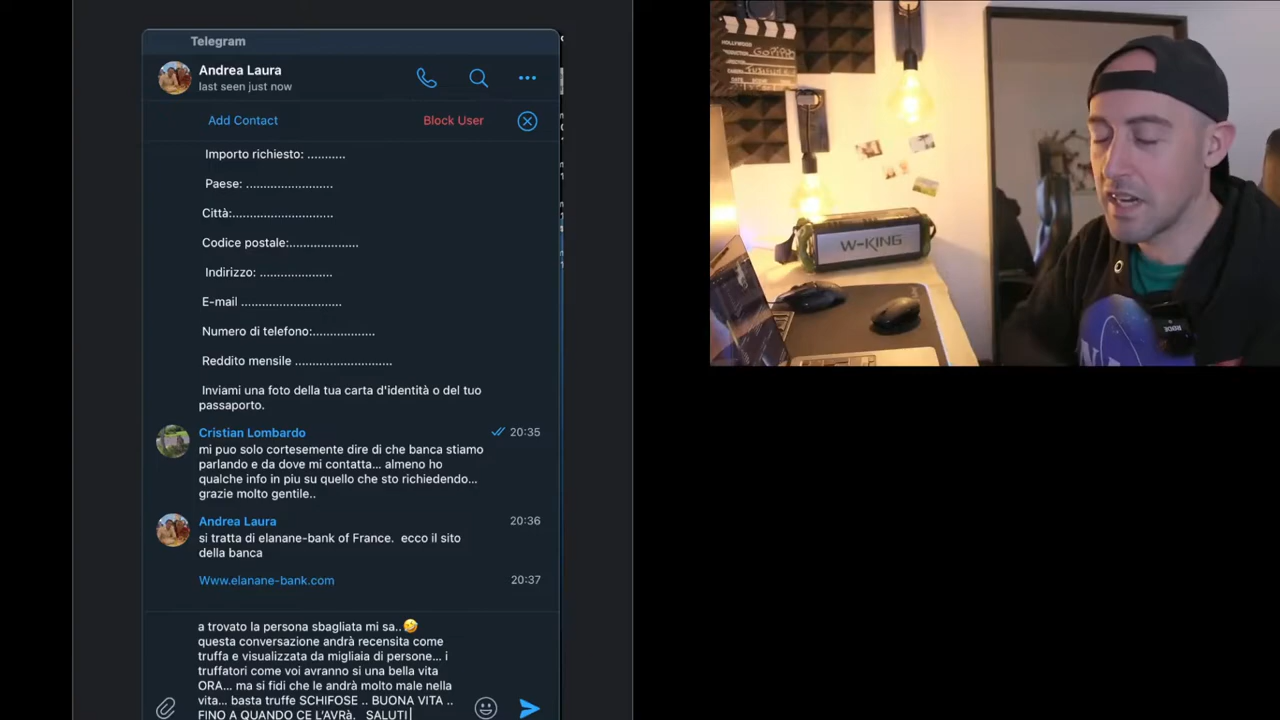 Telegram
Andrea Laura
last seen just now
Add Contact
Block User
Importo richiesto: ...........
Paese: ........................
Città:............................
Codice postale:...................
Indirizzo: ....................
E-mail ............................
Numero di telefono:.................
Reddito mensile ...........................
Inviami una foto della tua carta d'identità o del tuo
passaporto.
Cristian Lombardo
20:35
mi puo solo cortesemente dire di che banca stiamo
parlando e da dove mi contatta... almeno ho
qualche info in piu su quello che sto richiedendo...
grazie molto gentile..
Andrea Laura
20:36
si tratta di elanane-bank of France. ecco il sito
della banca
Www.elanane-bank.com
20:37
a trovato la persona sbagliata mi sa..🤣
questa conversazione andrà recensita come
truffa e visualizzata da migliaia di persone... i
truffatori come voi avranno si una bella vita
ORA... ma si fidi che le andrà molto male nella
vita... basta truffe SCHIFOSE .. BUONA VITA ..
FINO A QUANDO CE L'AVRà. SALUTI
HOLLYWOOD
W-KING
RØDE